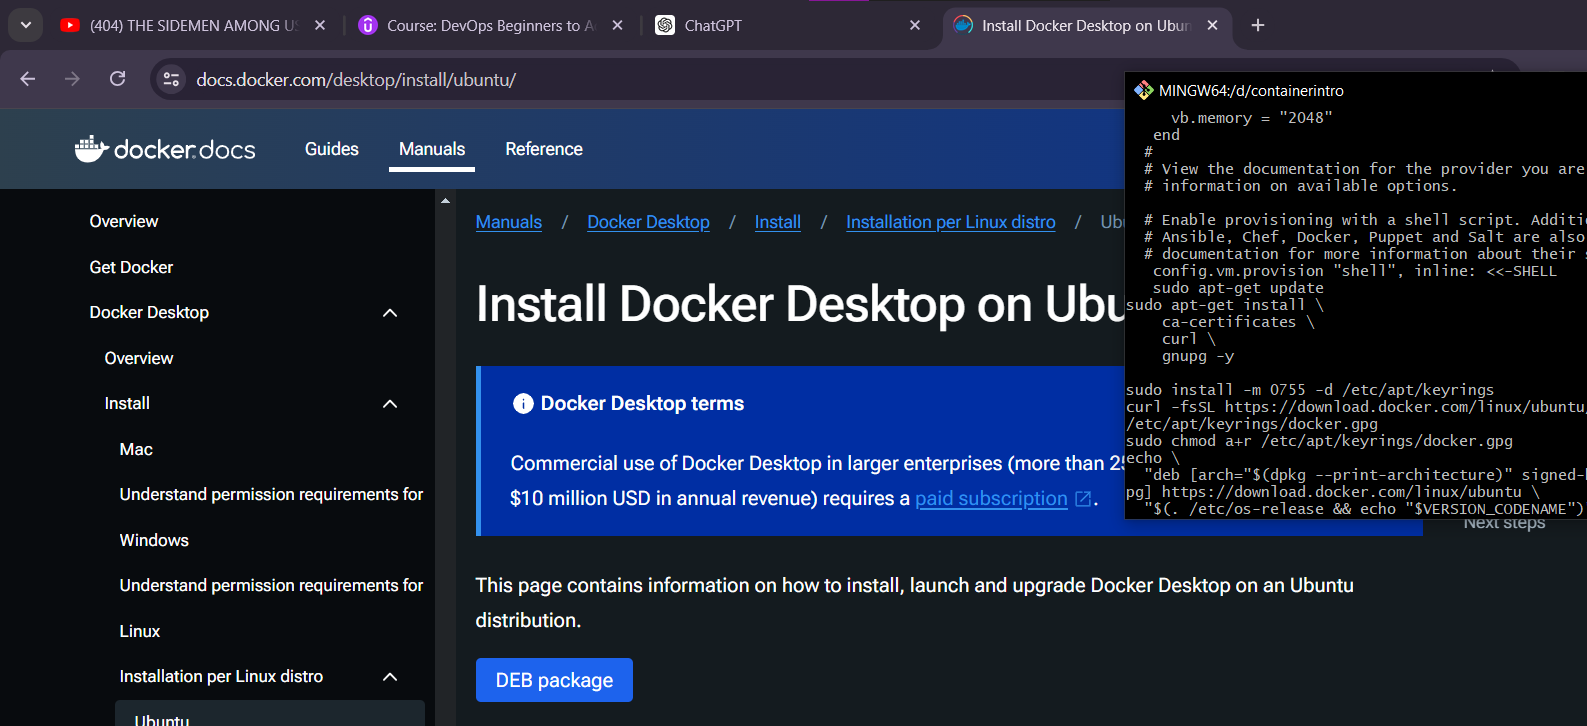 (404) THE SIDEMEN AMONG US
Course: DevOps Beginners to A
ChatGPT
Install Docker Desktop on Ubun
docs.docker.com/desktop/install/ubuntu/
docker.docs
Guides
Manuals
Reference
Overview
Get Docker
Docker Desktop
Overview
Install
Mac
Understand permission requirements for
Windows
Understand permission requirements for
Linux
Installation per Linux distro
Ubuntu
Manuals / Docker Desktop / Install / Installation per Linux distro / Ubu
Install Docker Desktop on Ubu
Docker Desktop terms
Commercial use of Docker Desktop in larger enterprises (more than 25
$10 million USD in annual revenue) requires a paid subscription.
This page contains information on how to install, launch and upgrade Docker Desktop on an Ubuntu
distribution.
DEB package
Next steps
MINGW64:/d/containerintro
vb.memory = "2048"
end
#
# View the documentation for the provider you are
# information on available options.
# Enable provisioning with a shell script. Additi
# Ansible, Chef, Docker, Puppet and Salt are also
# documentation for more information about their s
config.vm.provision "shell", inline: <<-SHELL
sudo apt-get update
sudo apt-get install \
ca-certificates \
curl \
gnupg -y
sudo install -m 0755 -d /etc/apt/keyrings
curl -fsSL https://download.docker.com/linux/ubuntu/
/etc/apt/keyrings/docker.gpg
sudo chmod a+r /etc/apt/keyrings/docker.gpg
echo \
"deb [arch="$(dpkg --print-architecture)" signed-b
pg] https://download.docker.com/linux/ubuntu \
"$(. /etc/os-release && echo "$VERSION_CODENAME")